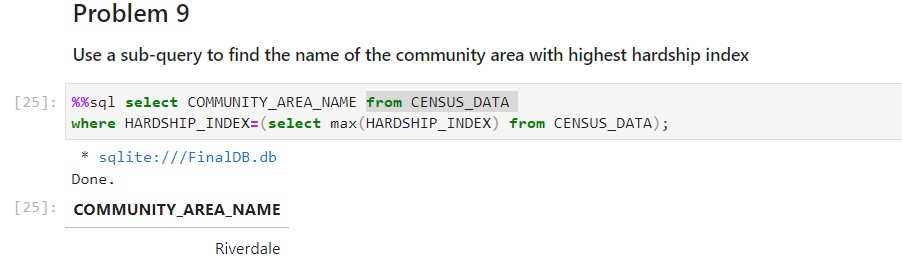 Problem 9
Use a sub-query to find the name of the community area with highest hardship index
[25]: %%sql select COMMUNITY_AREA_NAME from CENSUS_DATA
where HARDSHIP_INDEX=(select max(HARDSHIP_INDEX) from CENSUS_DATA);
* sqlite:///FinalDB.db
Done.
[25]: COMMUNITY_AREA_NAME
Riverdale